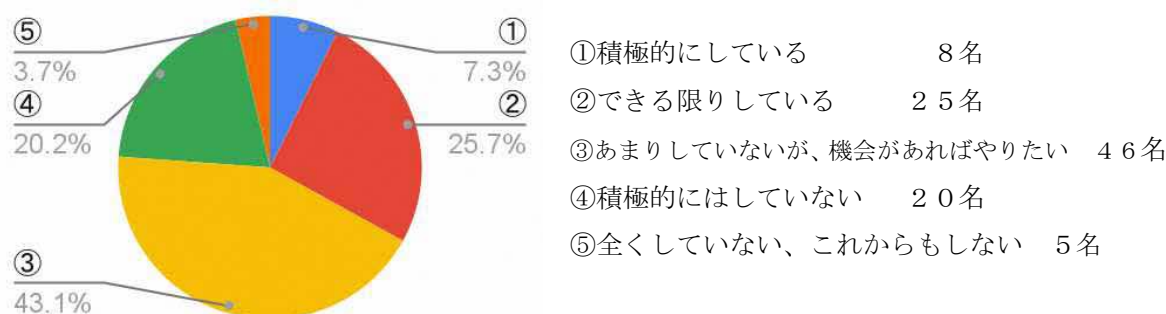 ⑤
3.7%
④
20.2%
③
43.1%
①
7.3%
②
25.7%
①積極的にしている　　　　　８名
②できる限りしている　　　２５名
③あまりしていないが、機会があればやりたい　４６名
④積極的にはしていない　　２０名
⑤全くしていない、これからもしない　５名